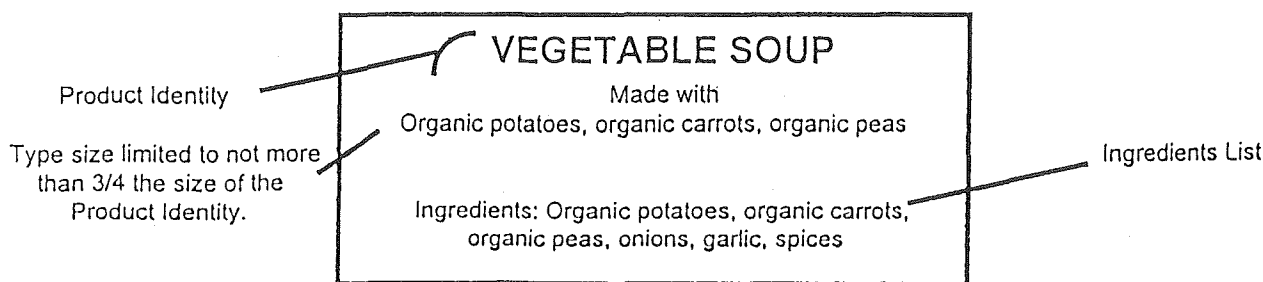 VEGETABLE SOUP
Product Identity
Made with
Organic potatoes, organic carrots, organic peas
Type size limited to not more
than 3/4 the size of the
Product Identity.
Ingredients List
Ingredients: Organic potatoes, organic carrots,
organic peas, onions, garlic, spices